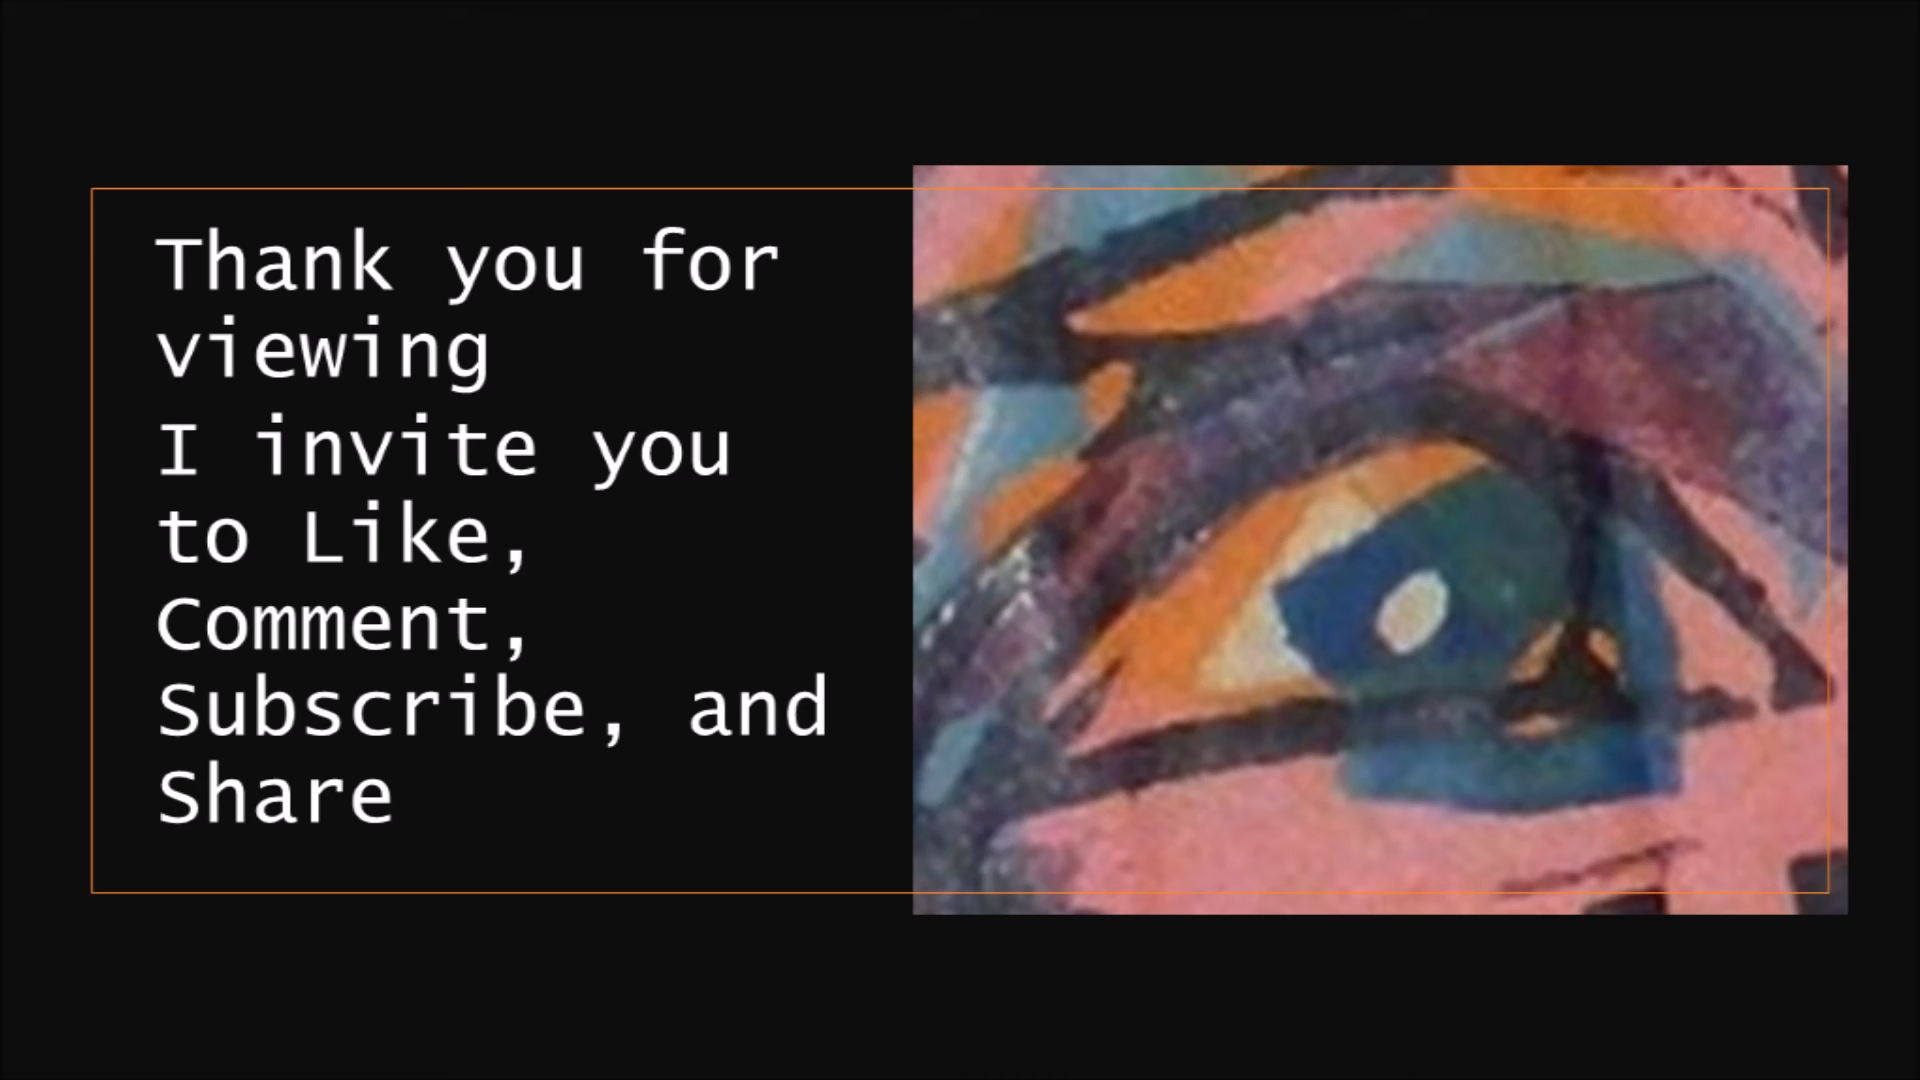 Thank you for
viewing
I invite you
to Like,
Comment,
Subscribe, and
Share